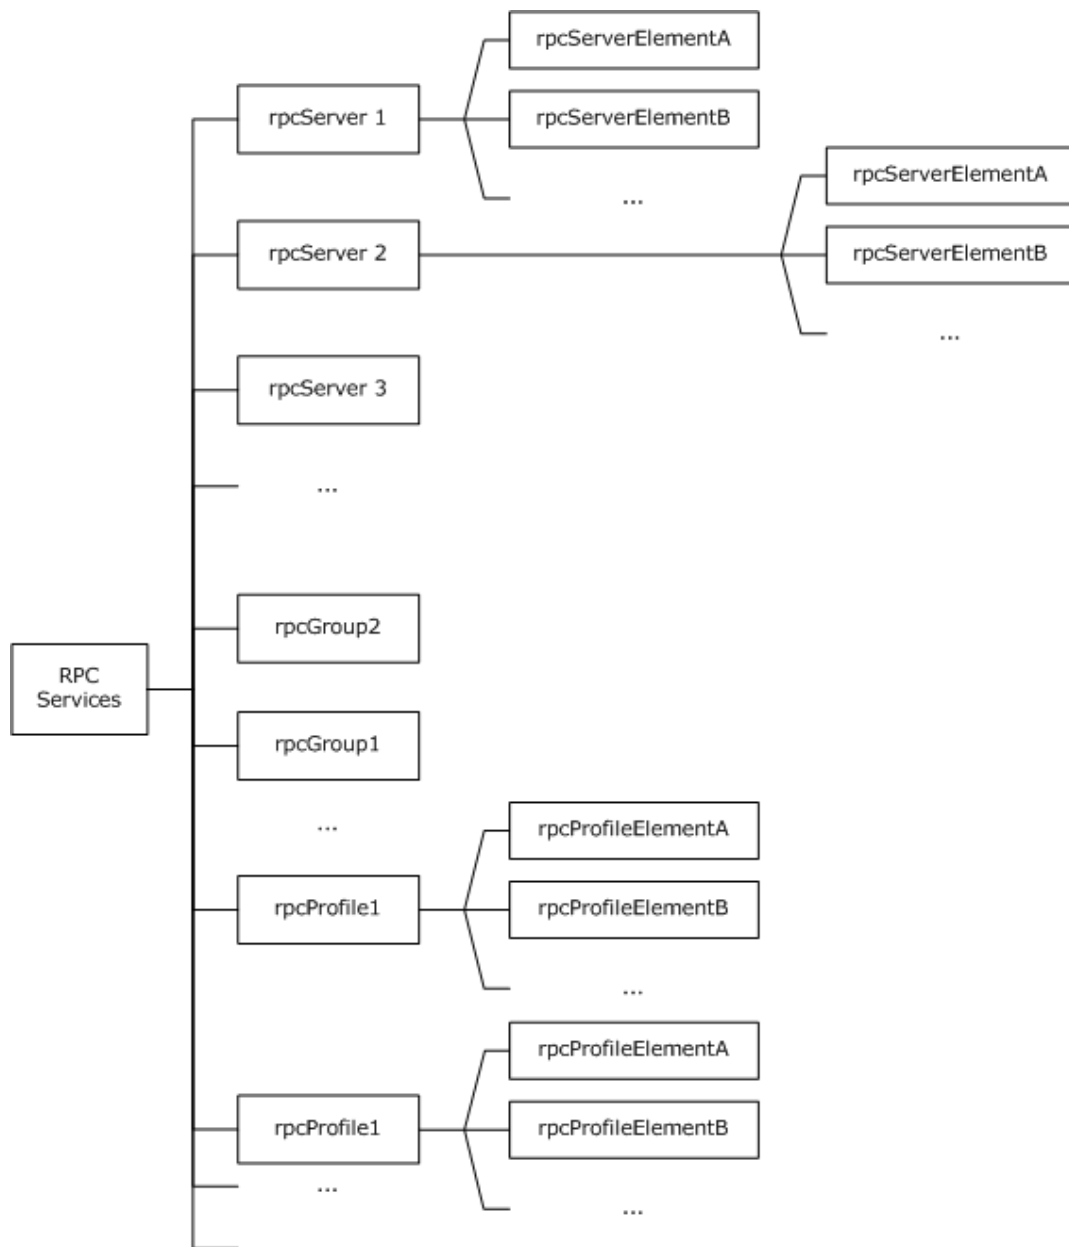 rpcServerElementA
rpcServer 1
rpcServerElementB
...
rpcServerElementA
rpcServer 2
rpcServerElementB
...
rpcServer 3
...
rpcGroup2
RPC
Services
rpcGroup1
...
rpcProfileElementA
rpcProfile1
rpcProfileElementB
...
rpcProfileElementA
rpcProfile1
rpcProfileElementB
...
...